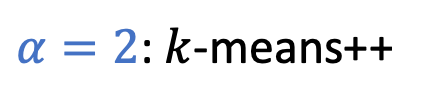 α = 2: k-means++